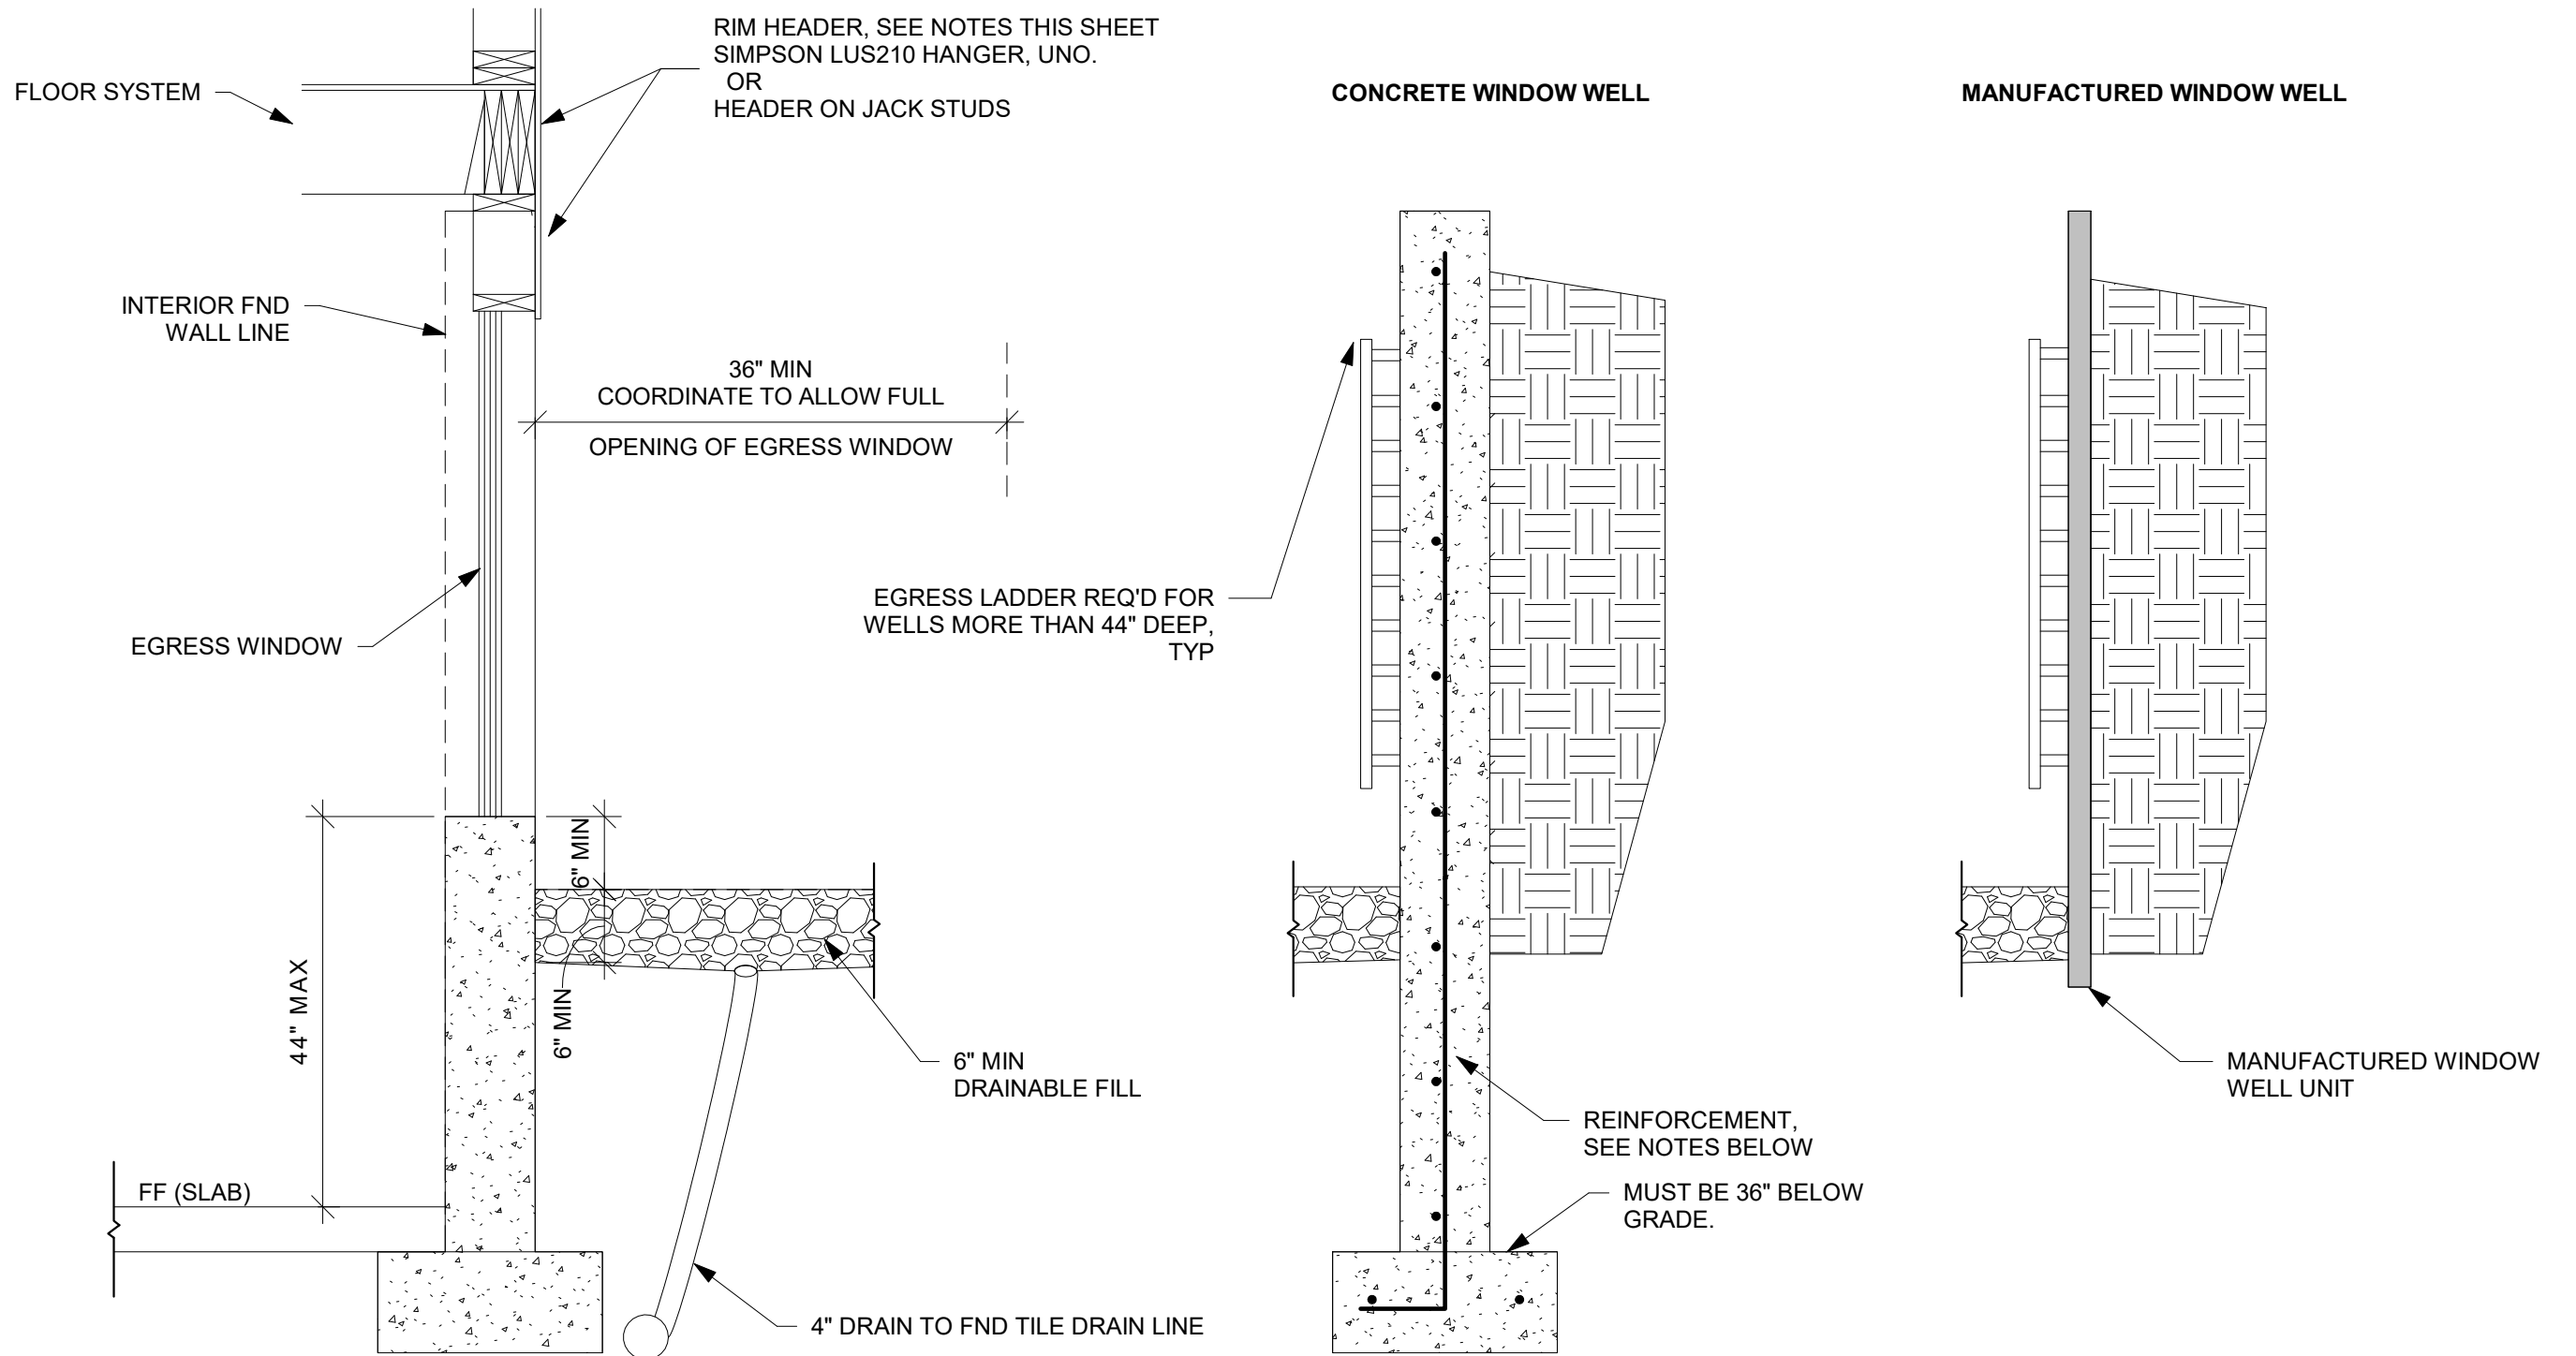 RIM HEADER, SEE NOTES THIS SHEET
SIMPSON LUS210 HANGER, UNO.
OR
HEADER ON JACK STUDS
FLOOR SYSTEM
CONCRETE WINDOW WELL
MANUFACTURED WINDOW WELL
INTERIOR FND
WALL LINE
36" MIN
COORDINATE TO ALLOW FULL
OPENING OF EGRESS WINDOW
EGRESS LADDER REQ'D FOR
WELLS MORE THAN 44" DEEP,
TYP
EGRESS WINDOW
6" MIN
44" MAX
6" MIN
6" MIN
DRAINABLE FILL
MANUFACTURED WINDOW
WELL UNIT
REINFORCEMENT,
SEE NOTES BELOW
FF (SLAB)
MUST BE 36" BELOW
GRADE.
4" DRAIN TO FND TILE DRAIN LINE